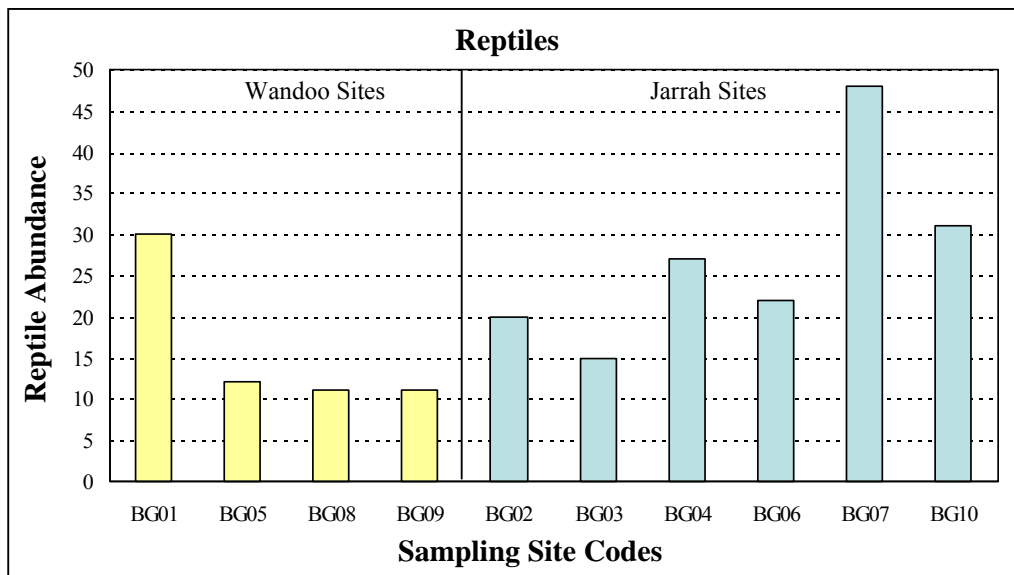 Reptiles
Wandoo Sites
Jarrah Sites
Reptile Abundance
50
45
40
35
30
25
20
15
10
5
0
BG01 BG05 BG08 BG09 BG02 BG03 BG04 BG06 BG07 BG10
Sampling Site Codes